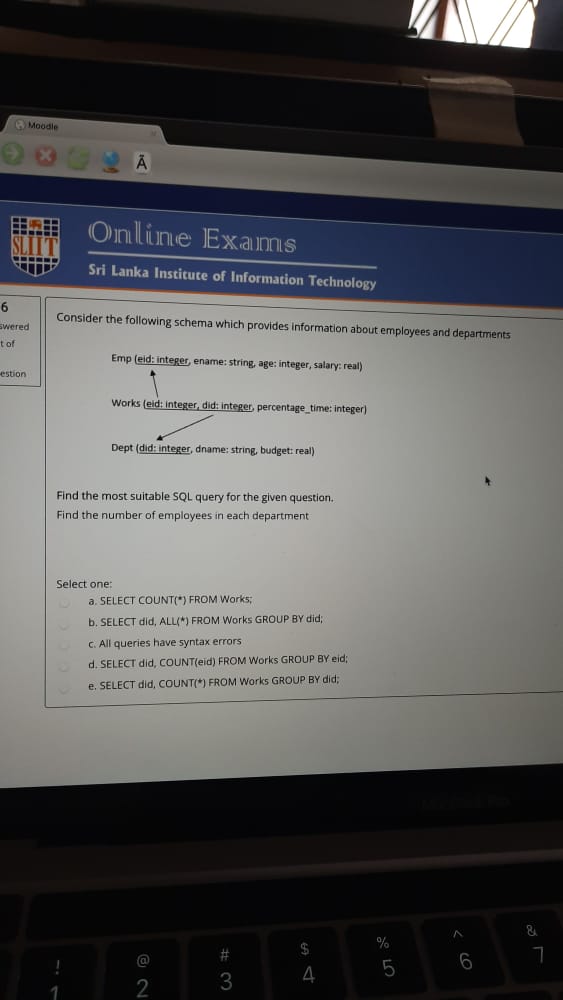 Moodle
Ã
SLIIT
Online Exams
Sri Lanka Institute of Information Technology
6
swered
t of
estion
Consider the following schema which provides information about employees and departments
Emp (eid: integer, ename: string, age: integer, salary: real)
Works (eid: integer, did: integer, percentage_time: integer)
Dept (did: integer, dname: string, budget: real)
Find the most suitable SQL query for the given question.
Find the number of employees in each department
Select one:
a. SELECT COUNT(*) FROM Works;
b. SELECT did, ALL(*) FROM Works GROUP BY did;
c. All queries have syntax errors
d. SELECT did, COUNT(eid) FROM Works GROUP BY eid;
e. SELECT did, COUNT(*) FROM Works GROUP BY did;
! @ # $ % ^ &
1 2 3 4 5 6 7